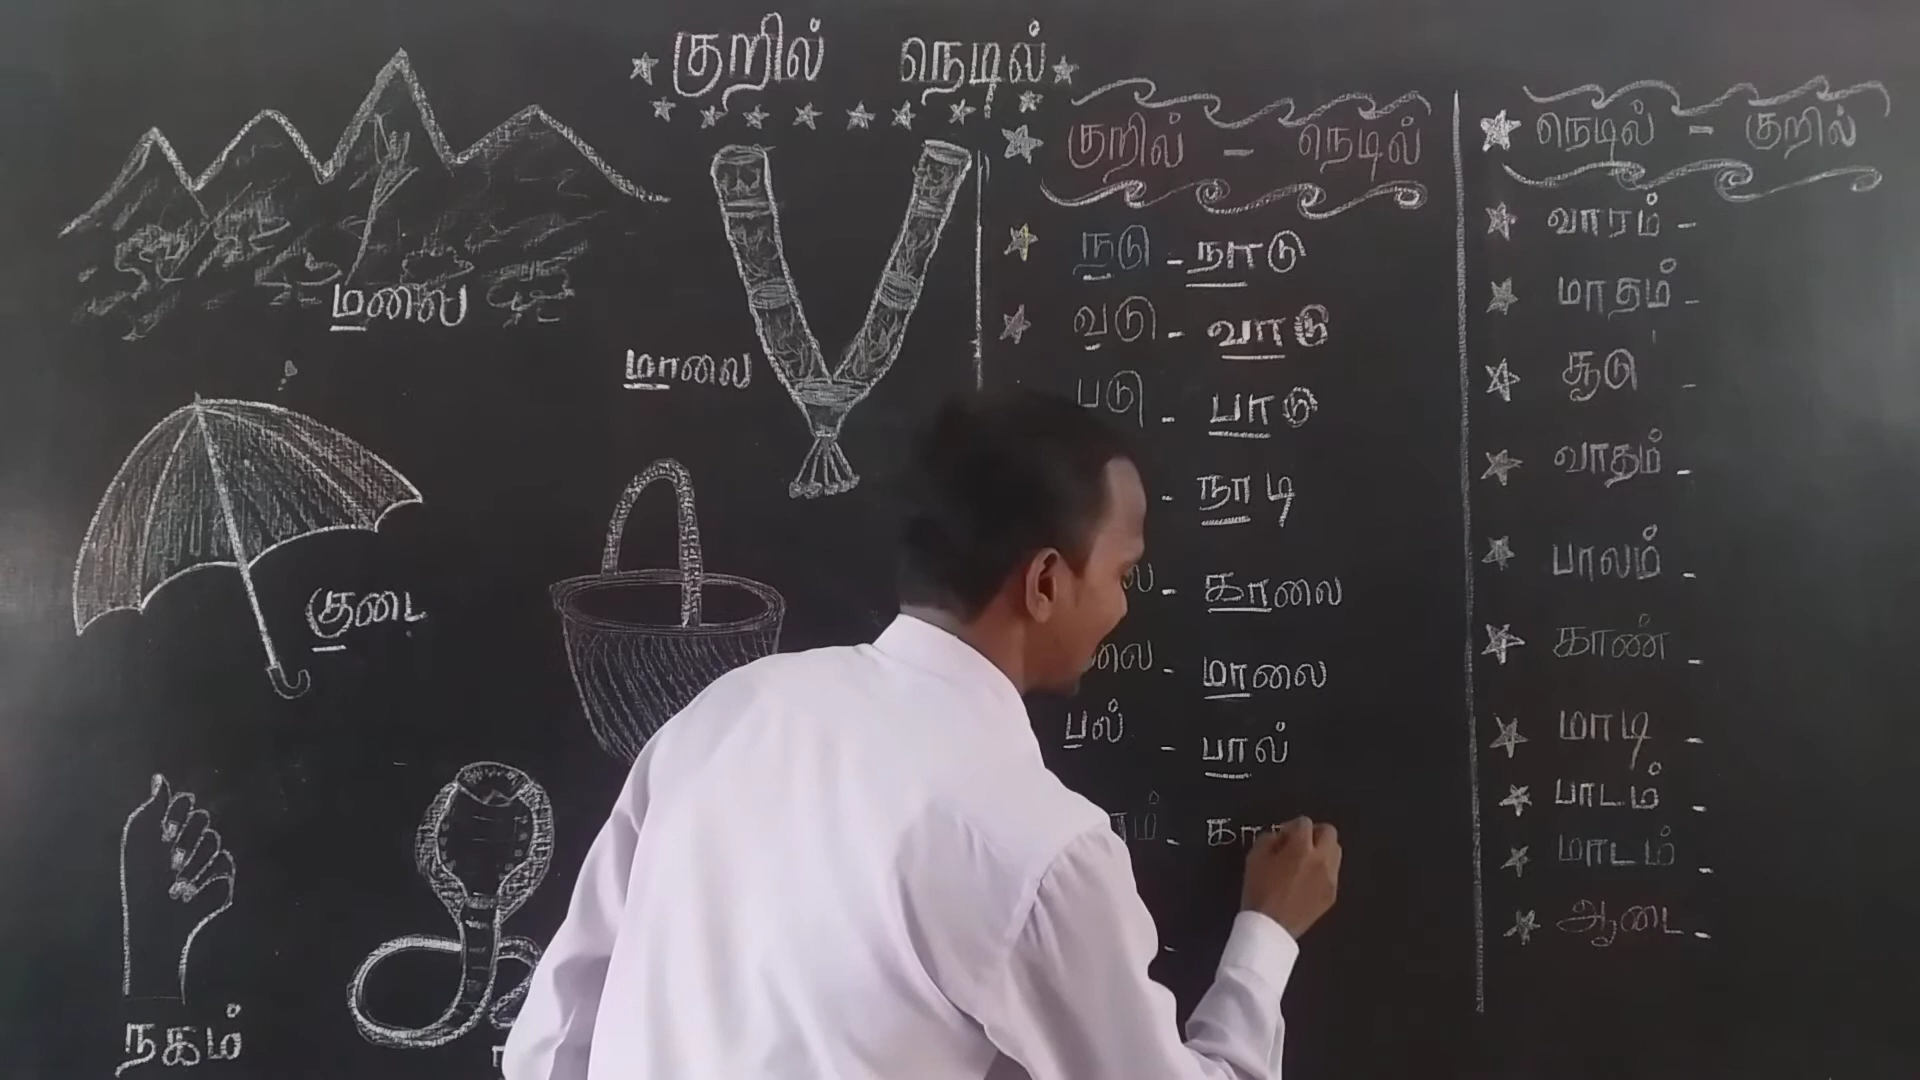 குறில் நெடில்
மலை
மாலை
குடை
நகம்
குறில் - நெடில்
நடு - நாடு
வடு - வாடு
படு - பாடு
- நாடி
- காலை
- மாலை
பல் - பால்
நெடில் - குறில்
வாரம் -
மாதம் -
சூடு -
வாதம் -
பாலம் -
காண் -
மாடி -
பாடம் -
மாடம் -
ஆடை -